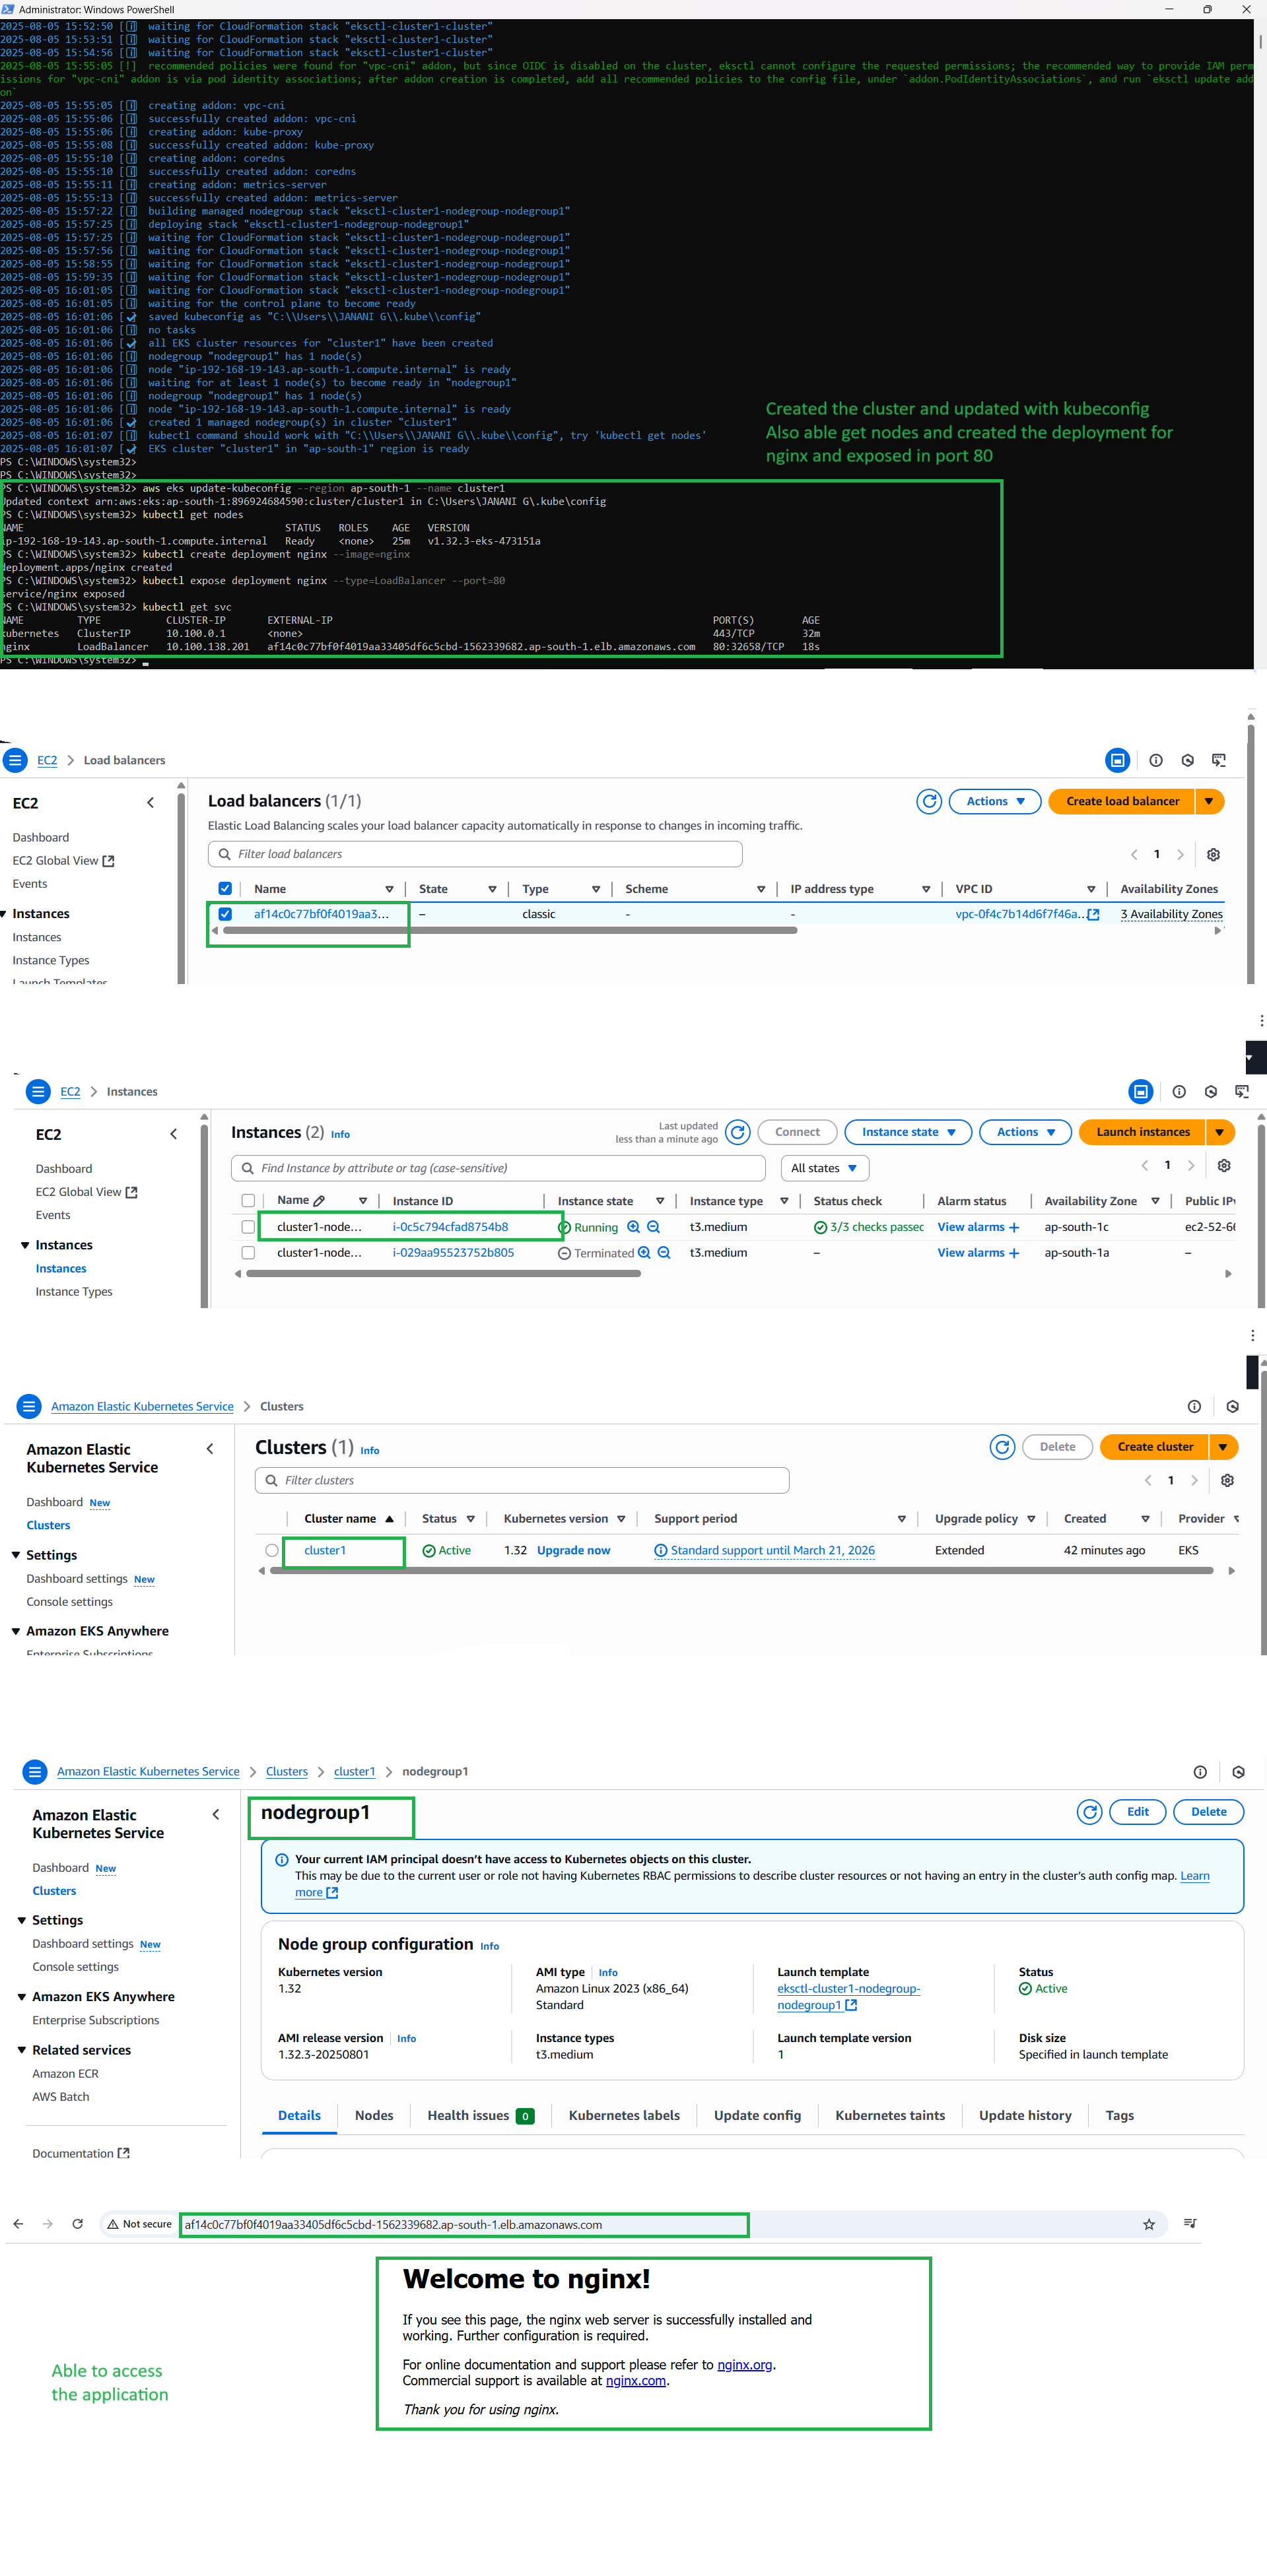 Administrator: Windows PowerShell
2025-08-05 15:52:50 [ℹ]  waiting for CloudFormation stack "eksctl-cluster1-cluster"
2025-08-05 15:53:51 [ℹ]  waiting for CloudFormation stack "eksctl-cluster1-cluster"
2025-08-05 15:54:56 [ℹ]  waiting for CloudFormation stack "eksctl-cluster1-cluster"
2025-08-05 15:55:05 [!]  recommended policies were found for "vpc-cni" addon, but since OIDC is disabled on the cluster, eksctl cannot configure the requested permissions; the recommended way to provide IAM perm
issions for "vpc-cni" addon is via pod identity associations; after addon creation is completed, add all recommended policies to the config file, under `addon.PodIdentityAssociations`, and run `eksctl update add
on`
2025-08-05 15:55:05 [ℹ]  creating addon: vpc-cni
2025-08-05 15:55:06 [ℹ]  successfully created addon: vpc-cni
2025-08-05 15:55:06 [ℹ]  creating addon: kube-proxy
2025-08-05 15:55:08 [ℹ]  successfully created addon: kube-proxy
2025-08-05 15:55:10 [ℹ]  creating addon: coredns
2025-08-05 15:55:10 [ℹ]  successfully created addon: coredns
2025-08-05 15:55:11 [ℹ]  creating addon: metrics-server
2025-08-05 15:55:13 [ℹ]  successfully created addon: metrics-server
2025-08-05 15:57:22 [ℹ]  building managed nodegroup stack "eksctl-cluster1-nodegroup-nodegroup1"
2025-08-05 15:57:25 [ℹ]  deploying stack "eksctl-cluster1-nodegroup-nodegroup1"
2025-08-05 15:57:25 [ℹ]  waiting for CloudFormation stack "eksctl-cluster1-nodegroup-nodegroup1"
2025-08-05 15:57:56 [ℹ]  waiting for CloudFormation stack "eksctl-cluster1-nodegroup-nodegroup1"
2025-08-05 15:58:55 [ℹ]  waiting for CloudFormation stack "eksctl-cluster1-nodegroup-nodegroup1"
2025-08-05 15:59:35 [ℹ]  waiting for CloudFormation stack "eksctl-cluster1-nodegroup-nodegroup1"
2025-08-05 16:01:05 [ℹ]  waiting for CloudFormation stack "eksctl-cluster1-nodegroup-nodegroup1"
2025-08-05 16:01:05 [ℹ]  waiting for the control plane to become ready
2025-08-05 16:01:06 [✔]  saved kubeconfig as "C:\\Users\\JANANI G\\.kube\\config"
2025-08-05 16:01:06 [ℹ]  no tasks
2025-08-05 16:01:06 [✔]  all EKS cluster resources for "cluster1" have been created
2025-08-05 16:01:06 [ℹ]  nodegroup "nodegroup1" has 1 node(s)
2025-08-05 16:01:06 [ℹ]  node "ip-192-168-19-143.ap-south-1.compute.internal" is ready
2025-08-05 16:01:06 [ℹ]  waiting for at least 1 node(s) to become ready in "nodegroup1"
2025-08-05 16:01:06 [ℹ]  nodegroup "nodegroup1" has 1 node(s)
2025-08-05 16:01:06 [ℹ]  node "ip-192-168-19-143.ap-south-1.compute.internal" is ready
2025-08-05 16:01:06 [✔]  created 1 managed nodegroup(s) in cluster "cluster1"
2025-08-05 16:01:07 [ℹ]  kubectl command should work with "C:\\Users\\JANANI G\\.kube\\config", try 'kubectl get nodes'
2025-08-05 16:01:07 [✔]  EKS cluster "cluster1" in "ap-south-1" region is ready
Created the cluster and updated with kubeconfig
Also able get nodes and created the deployment for
nginx and exposed in port 80
PS C:\WINDOWS\system32>
PS C:\WINDOWS\system32>
PS C:\WINDOWS\system32> aws eks update-kubeconfig --region ap-south-1 --name cluster1
Updated context arn:aws:eks:ap-south-1:896924684590:cluster/cluster1 in C:\Users\JANANI G\.kube\config
PS C:\WINDOWS\system32> kubectl get nodes
NAME STATUS ROLES AGE VERSION
ip-192-168-19-143.ap-south-1.compute.internal Ready <none> 25m v1.32.3-eks-473151a
PS C:\WINDOWS\system32> kubectl create deployment nginx --image=nginx
deployment.apps/nginx created
PS C:\WINDOWS\system32> kubectl expose deployment nginx --type=LoadBalancer --port=80
service/nginx exposed
PS C:\WINDOWS\system32> kubectl get svc
NAME TYPE CLUSTER-IP EXTERNAL-IP PORT(S) AGE
kubernetes ClusterIP 10.100.0.1 <none> 443/TCP 32m
nginx LoadBalancer 10.100.138.201 af14c0c77bf0f4019aa33405df6c5cbd-1562339682.ap-south-1.elb.amazonaws.com 80:32658/TCP 18s
PS C:\WINDOWS\system32>
EC2 > Load balancers
EC2
Dashboard
EC2 Global View
Events
Instances
Instances
Instance Types
Launch Templates
Load balancers (1/1)
Actions
Create load balancer
Elastic Load Balancing scales your load balancer capacity automatically in response to changes in incoming traffic.
Filter load balancers
1
Name State Type Scheme IP address type VPC ID Availability Zones
af14c0c77bf0f4019aa3... – classic - - vpc-0f4c7b14d6f7f46a... 3 Availability Zones
EC2 > Instances
EC2
Dashboard
EC2 Global View
Events
Instances
Instances
Instance Types
Instances (2) Info
Last updated
less than a minute ago
Connect
Instance state
Actions
Launch instances
Find Instance by attribute or tag (case-sensitive)
All states
1
Name Instance ID Instance state Instance type Status check Alarm status Availability Zone Public IPv
cluster1-node... i-0c5c794cfad8754b8 Running t3.medium 3/3 checks passec View alarms + ap-south-1c ec2-52-66
cluster1-node... i-029aa95523752b805 Terminated t3.medium – View alarms + ap-south-1a –
Amazon Elastic Kubernetes Service > Clusters
Amazon Elastic
Kubernetes Service
Dashboard New
Clusters
Settings
Dashboard settings New
Console settings
Amazon EKS Anywhere
Enterprise Subscriptions
Clusters (1) Info
Delete
Create cluster
Filter clusters
1
Cluster name Status Kubernetes version Support period Upgrade policy Created Provider
cluster1 Active 1.32 Upgrade now Standard support until March 21, 2026 Extended 42 minutes ago EKS
Amazon Elastic Kubernetes Service > Clusters > cluster1 > nodegroup1
Amazon Elastic
Kubernetes Service
Dashboard New
Clusters
Settings
Dashboard settings New
Console settings
Amazon EKS Anywhere
Enterprise Subscriptions
Related services
Amazon ECR
AWS Batch
Documentation
nodegroup1
Edit
Delete
Your current IAM principal doesn't have access to Kubernetes objects on this cluster.
This may be due to the current user or role not having Kubernetes RBAC permissions to describe cluster resources or not having an entry in the cluster's auth config map. Learn
more
Node group configuration Info
Kubernetes version
1.32
AMI type Info
Amazon Linux 2023 (x86_64)
Standard
Launch template
eksctl-cluster1-nodegroup-
nodegroup1
Status
Active
AMI release version Info
1.32.3-20250801
Instance types
t3.medium
Launch template version
1
Disk size
Specified in launch template
Details Nodes Health issues 0 Kubernetes labels Update config Kubernetes taints Update history Tags
Not secure af14c0c77bf0f4019aa33405df6c5cbd-1562339682.ap-south-1.elb.amazonaws.com
Welcome to nginx!
If you see this page, the nginx web server is successfully installed and
working. Further configuration is required.
For online documentation and support please refer to nginx.org.
Commercial support is available at nginx.com.
Thank you for using nginx.
Able to access
the application